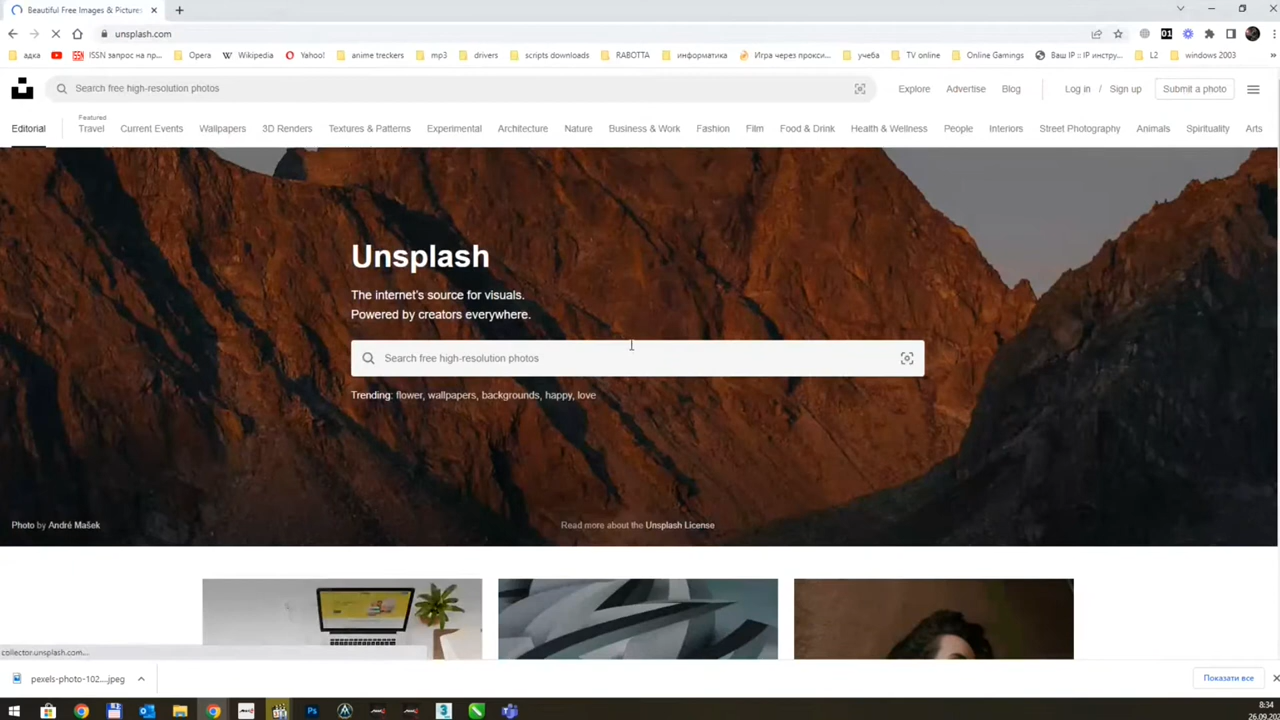 Beautiful Free Images & Pictures
unsplash.com
адка
ISSN запрос на пр...
Opera
Wikipedia
Yahoo!
anime treckers
mp3
drivers
scripts downloads
RABOTTA
информатика
Игра через прокси...
учеба
TV online
Online Gamings
Ваш IP :: IP инстру...
L2
windows 2003
Search free high-resolution photos
Explore
Advertise
Blog
Log in / Sign up
Submit a photo
Editorial
Featured
Travel
Current Events
Wallpapers
3D Renders
Textures & Patterns
Experimental
Architecture
Nature
Business & Work
Fashion
Film
Food & Drink
Health & Wellness
People
Interiors
Street Photography
Animals
Spirituality
Arts
Unsplash
The internet's source for visuals.
Powered by creators everywhere.
Search free high-resolution photos
Trending: flower, wallpapers, backgrounds, happy, love
Photo by André Mašek
Read more about the Unsplash License
collector.unsplash.com...
pexels-photo-102....jpeg
Показати все
8:34